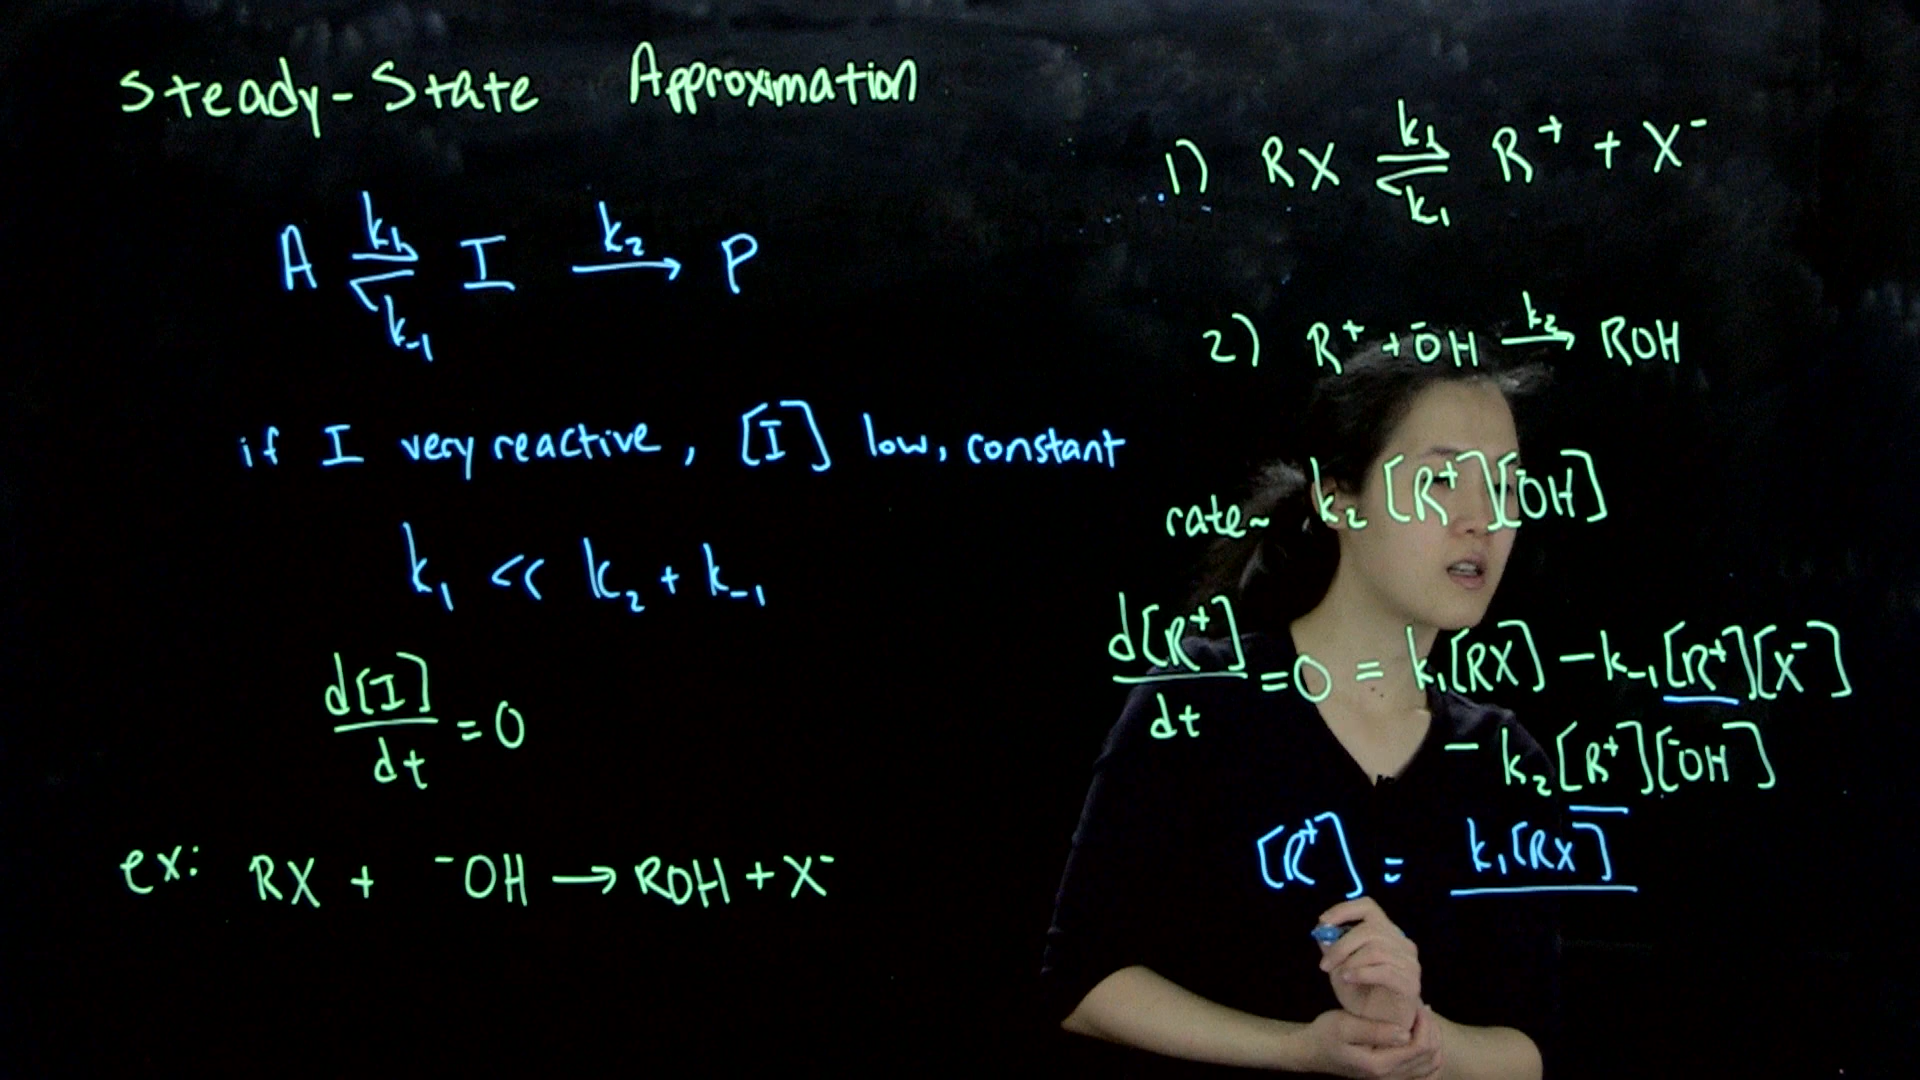 Steady-State Approximation
A k1 ⇌ k-1 I k2 → P
if I very reactive, [I] low, constant
k1 << k2 + k-1
d[I]/dt = 0
ex: RX + ⁻OH → ROH + X⁻
1) RX k1 ⇌ k1 R⁺ + X⁻
2) R⁺ + ⁻OH k2 → ROH
rate~ k2 [R⁺][⁻OH]
d[R⁺]/dt = 0 = k1[RX] - k-1[R⁺][X⁻]
- k2[R⁺][⁻OH]
[R⁺] = k1[RX]